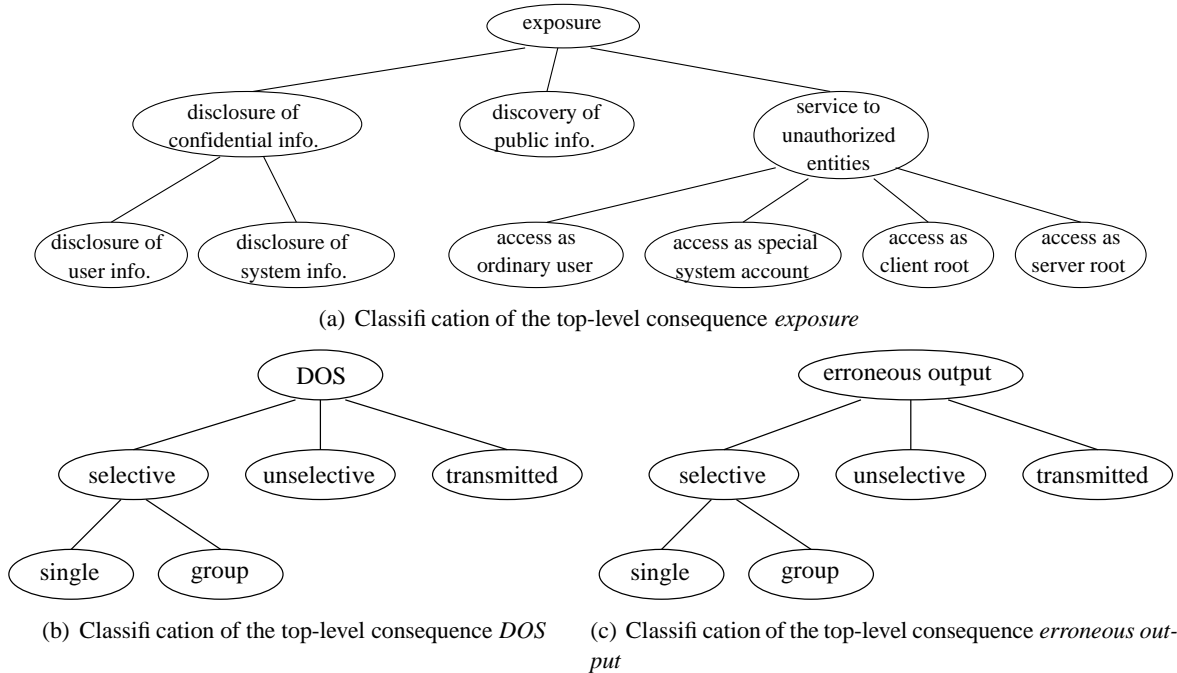 exposure
disclosure of
confidential info.
discovery of
public info.
service to
unauthorized
entities
disclosure of
user info.
disclosure of
system info.
access as
ordinary user
access as special
system account
access as
client root
access as
server root
(a) Classifi cation of the top-level consequence exposure
DOS
selective
unselective
transmitted
single
group
(b) Classifi cation of the top-level consequence DOS
erroneous output
selective
unselective
transmitted
single
group
(c) Classifi cation of the top-level consequence erroneous out-
put